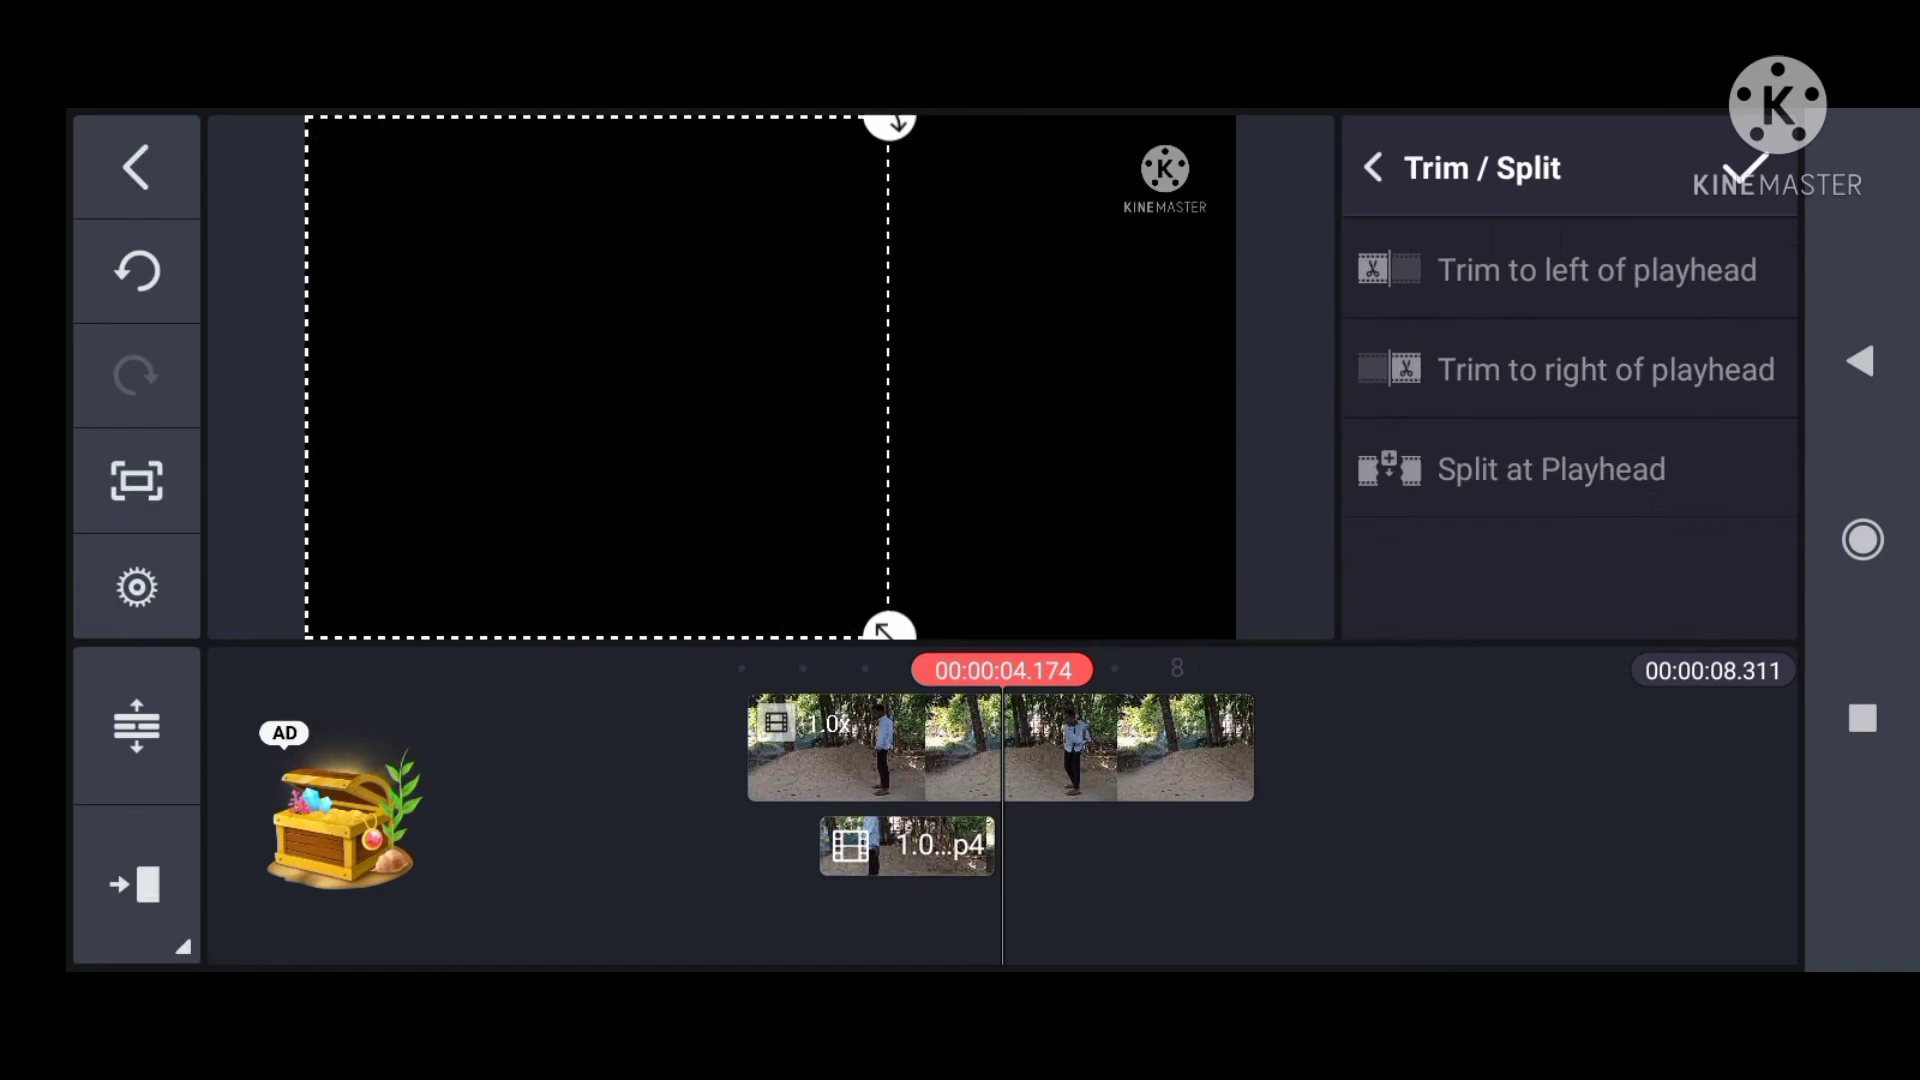 KINEMASTER
KINEMASTER
Trim / Split
Trim to left of playhead
Trim to right of playhead
Split at Playhead
00:00:04.174
8
00:00:08.311
AD
1.0x
1.0...p4